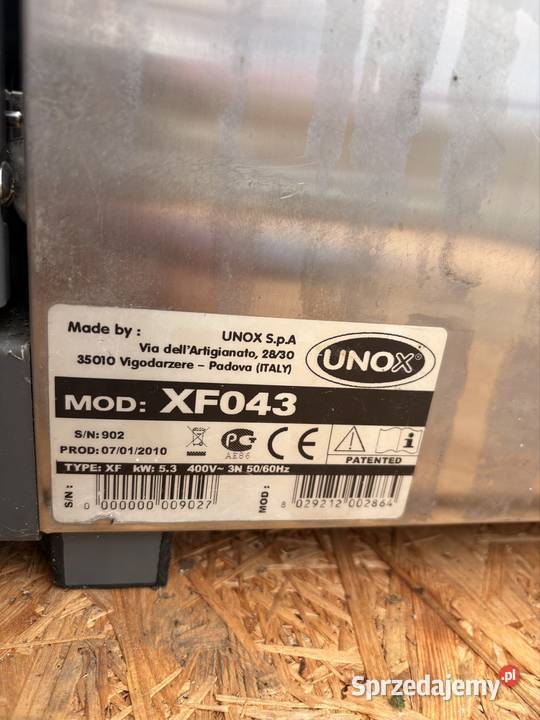 Made by :
UNOX S.p.A
Via dell'Artigianato, 28/30
35010 Vigodarzere – Padova (ITALY)
UNOX®
MOD: XF043
S/N: 902
PROD: 07/01/2010
PG
AE86
CE
i
PATENTED
TYPE: XF kW: 5.3 400V~ 3N 50/60Hz
S/N :
0 000000 009027
MOD :
8 029212 002864
Sprzedajemy.pl